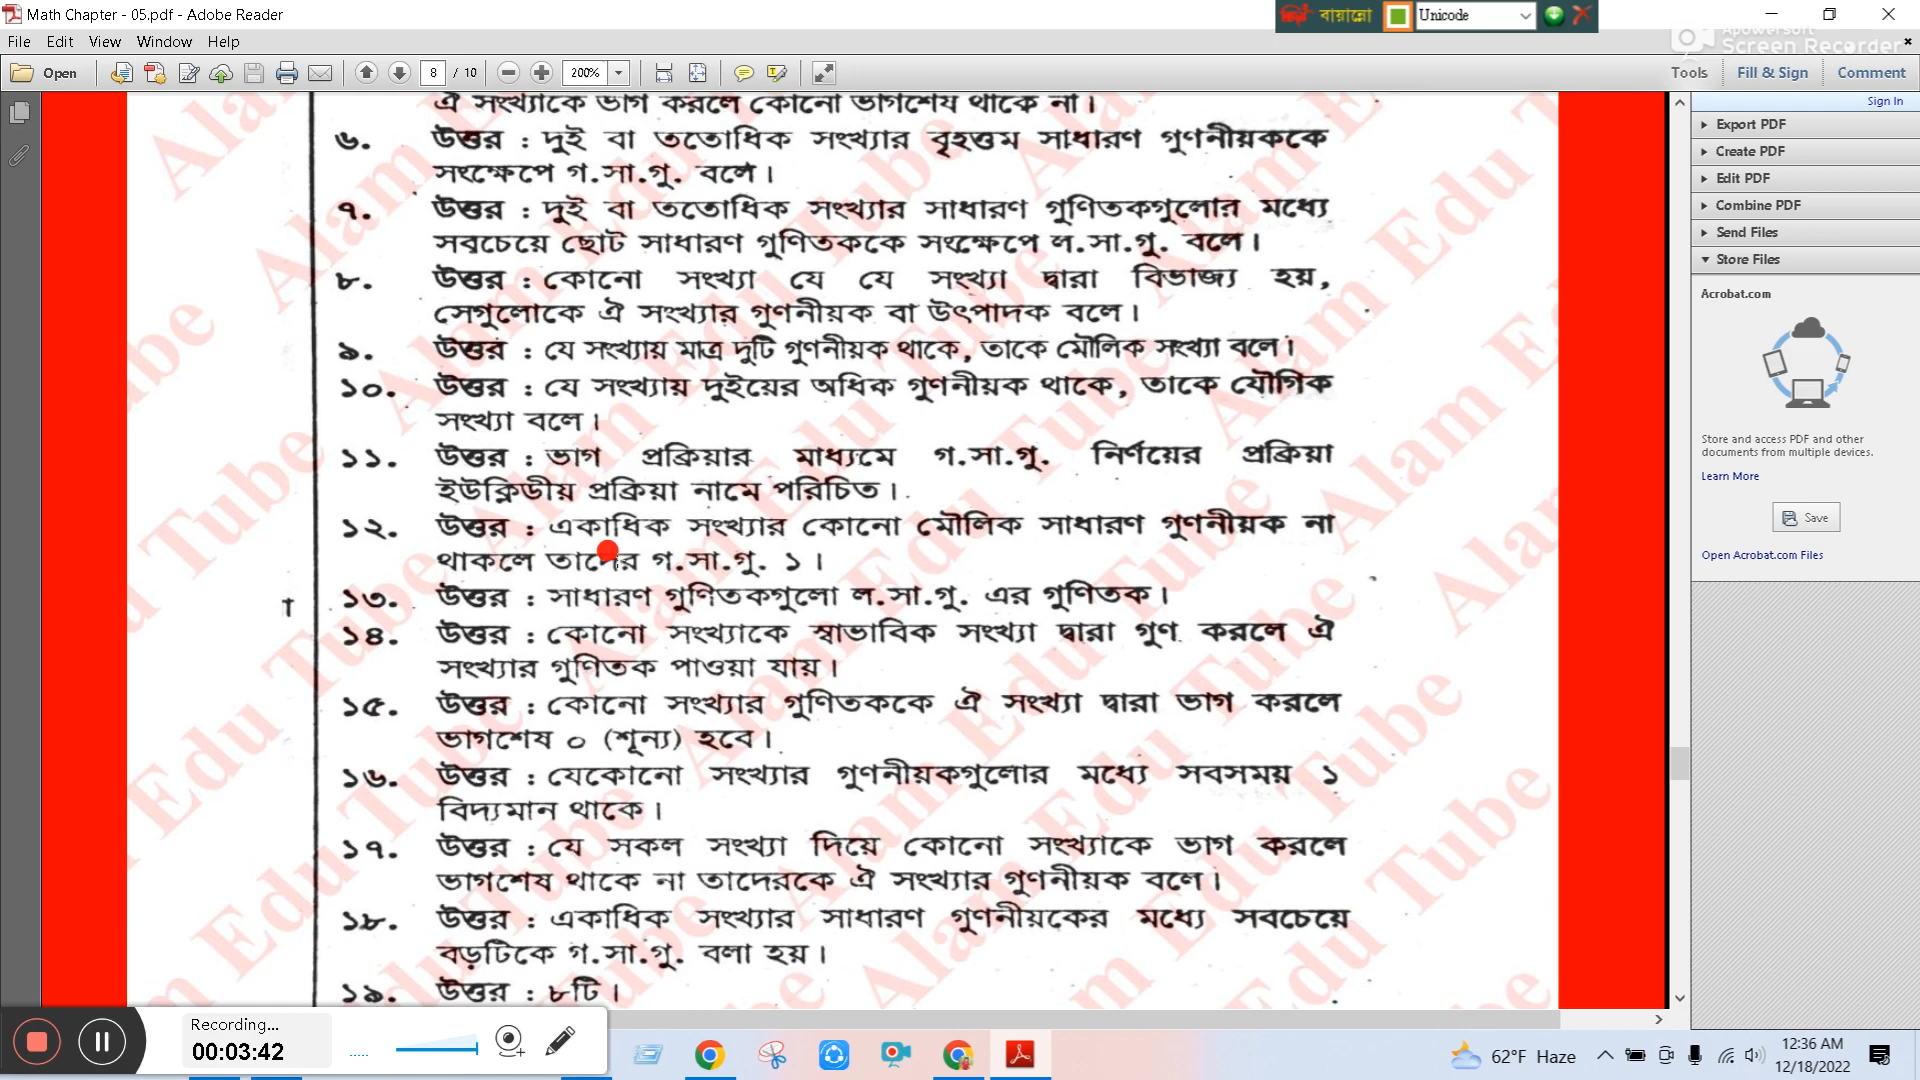 Math Chapter - 05.pdf - Adobe Reader
বায়ান্নো
Unicode
Apowersoft
Screen Recorder
File Edit View Window Help
Open
8 / 10
200%
Tools Fill & Sign Comment
Sign In
Export PDF
Create PDF
Edit PDF
Combine PDF
Send Files
Store Files
Acrobat.com
Store and access PDF and other
documents from multiple devices.
Learn More
Save
Open Acrobat.com Files
ঐ সংখ্যাকে ভাগ করলে কোনো ভাগশেষ থাকে না।
৬. উত্তর : দুই বা ততোধিক সংখ্যার বৃহত্তম সাধারণ গুণনীয়ককে
সংক্ষেপে গ.সা.গু. বলে।
৭. উত্তর : দুই বা ততোধিক সংখ্যার সাধারণ গুণিতকগুলোর মধ্যে
সবচেয়ে ছোট সাধারণ গুণিতককে সংক্ষেপে ল.সা.গু. বলে।
৮. উত্তর : কোনো সংখ্যা যে যে সংখ্যা দ্বারা বিভাজ্য হয়,
সেগুলোকে ঐ সংখ্যার গুণনীয়ক বা উৎপাদক বলে।
৯. উত্তর : যে সংখ্যায় মাত্র দুটি গুণনীয়ক থাকে, তাকে মৌলিক সংখ্যা বলে।
১০. উত্তর : যে সংখ্যায় দুইয়ের অধিক গুণনীয়ক থাকে, তাকে যৌগিক
সংখ্যা বলে।
১১. উত্তর : ভাগ প্রক্রিয়ার মাধ্যমে গ.সা.গু. নির্ণয়ের প্রক্রিয়া
ইউক্লিডীয় প্রক্রিয়া নামে পরিচিত।
১২. উত্তর : একাধিক সংখ্যার কোনো মৌলিক সাধারণ গুণনীয়ক না
থাকলে তাদের গ.সা.গু. ১।
১৩. উত্তর : সাধারণ গুণিতকগুলো ল.সা.গু. এর গুণিতক।
১৪. উত্তর : কোনো সংখ্যাকে স্বাভাবিক সংখ্যা দ্বারা গুণ করলে ঐ
সংখ্যার গুণিতক পাওয়া যায়।
১৫. উত্তর : কোনো সংখ্যার গুণিতককে ঐ সংখ্যা দ্বারা ভাগ করলে
ভাগশেষ ০ (শূন্য) হবে।
১৬. উত্তর : যেকোনো সংখ্যার গুণনীয়কগুলোর মধ্যে সবসময় ১
বিদ্যমান থাকে।
১৭. উত্তর : যে সকল সংখ্যা দিয়ে কোনো সংখ্যাকে ভাগ করলে
ভাগশেষ থাকে না তাদেরকে ঐ সংখ্যার গুণনীয়ক বলে।
১৮. উত্তর : একাধিক সংখ্যার সাধারণ গুণনীয়কের মধ্যে সবচেয়ে
বড়টিকে গ.সা.গু. বলা হয়।
১৯. উত্তর : ৮টি।
Alam Edu Tube
Recording...
00:03:42
62°F Haze
12:36 AM
12/18/2022